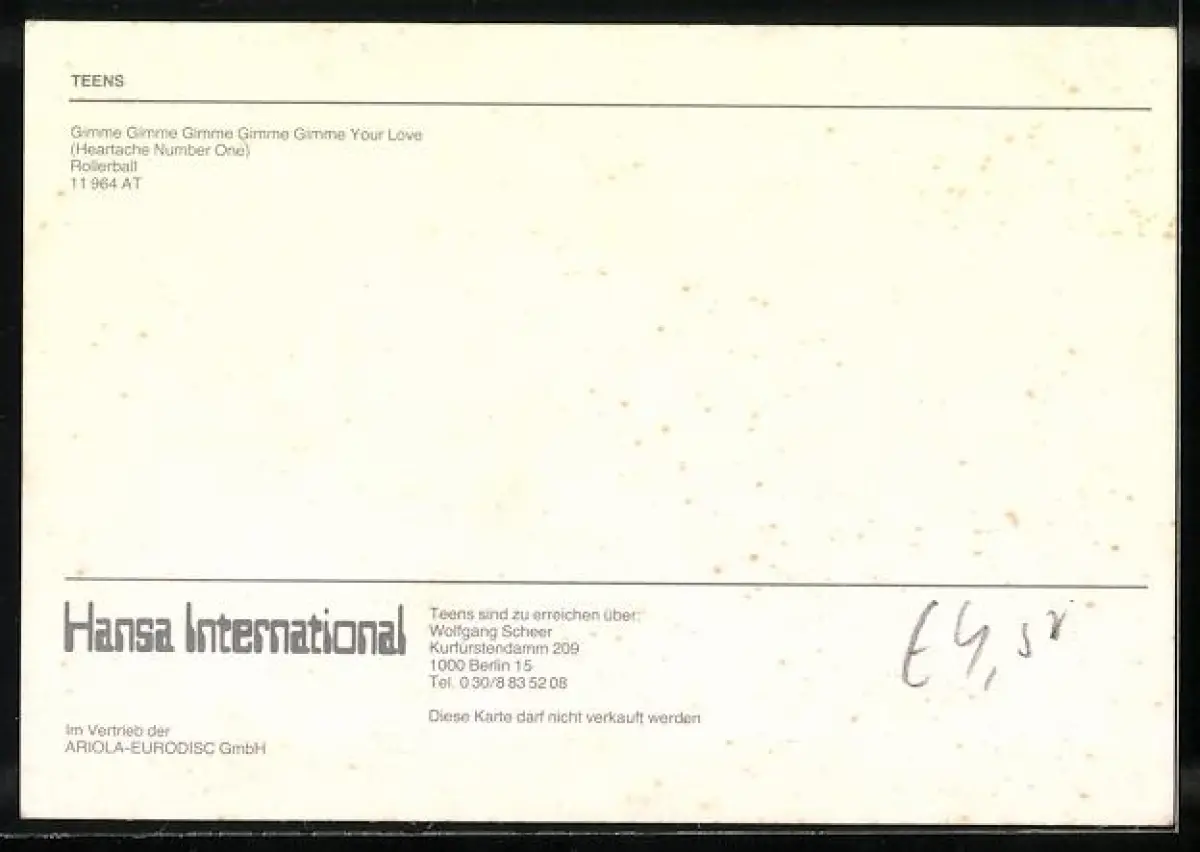 TEENS
Gimme Gimme Gimme Gimme Gimme Your Love
(Heartache Number One)
Rollerball
11 964 AT
Hansa International
Teens sind zu erreichen über:
Wolfgang Scheer
Kurfürstendamm 209
1000 Berlin 15
Tel. 0 30/8 83 52 08
Diese Karte darf nicht verkauft werden
Im Vertrieb der
ARIOLA-EURODISC GmbH